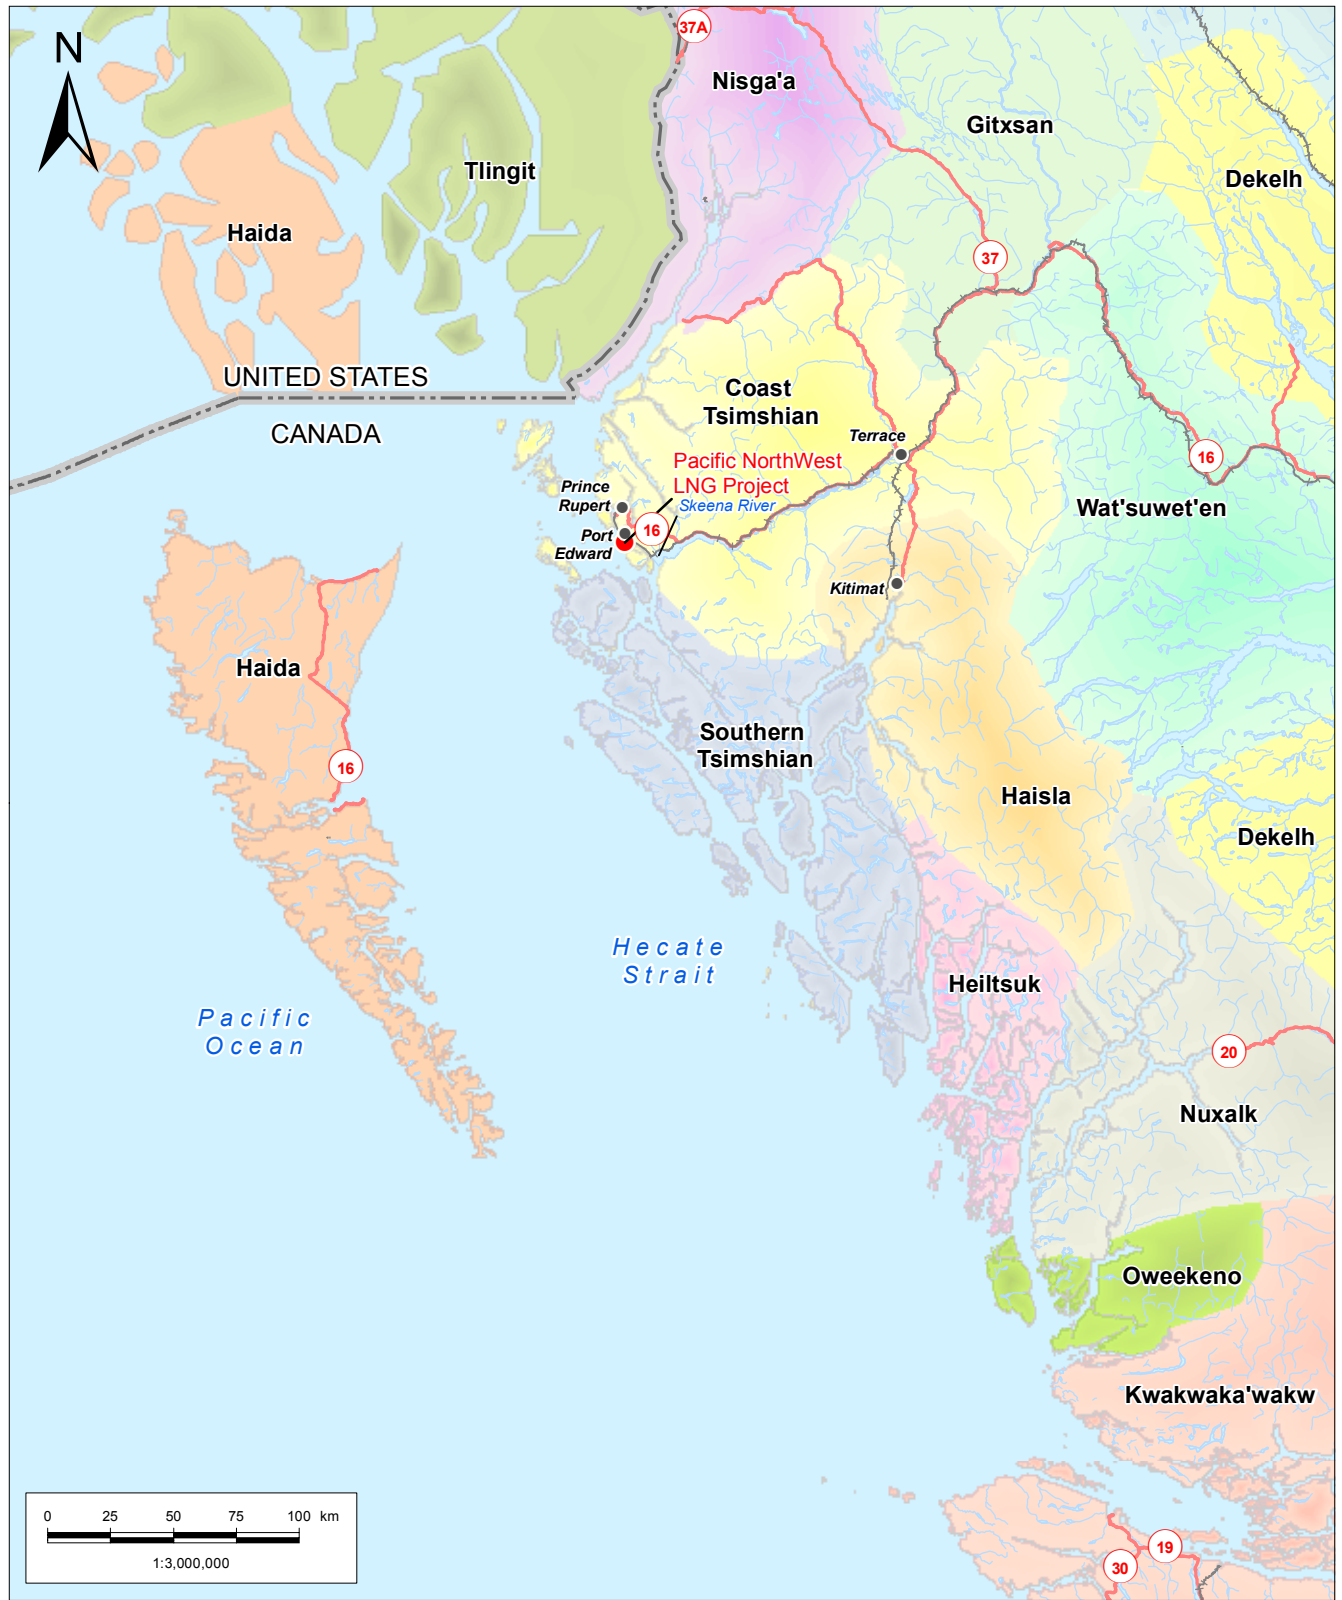 N
37A
Nisga'a
Gitxsan
Tlingit
Dekelh
Haida
37
UNITED STATES
CANADA
Coast
Tsimshian
Terrace
16
Pacific NorthWest
LNG Project
Prince
Rupert
Skeena River
16
Port
Edward
Wat'suwet'en
Kitimat
Haida
Southern
Tsimshian
16
Haisla
Dekelh
Hecate
Strait
Heiltsuk
Pacific
Ocean
20
Nuxalk
Oweekeno
Kwakwaka'wakw
0 25 50 75 100 km
1:3,000,000
19
30